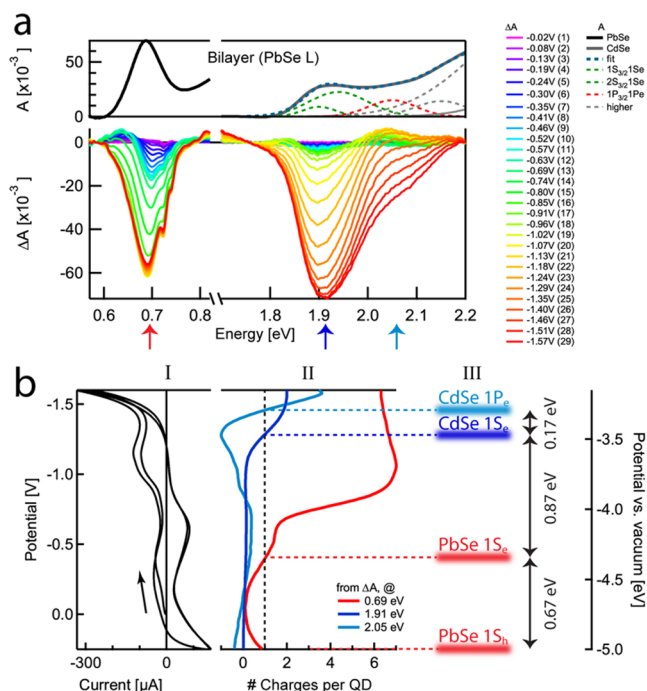 a
Bilayer (PbSe L)
A [x10⁻³]
50
0
ΔA [x10⁻³]
0
-20
-40
-60
0.6
0.7
0.8
1.8
1.9
2.0
2.1
2.2
Energy [eV]
ΔA
-0.02V (1)
-0.08V (2)
-0.13V (3)
-0.19V (4)
-0.24V (5)
-0.30V (6)
-0.35V (7)
-0.41V (8)
-0.46V (9)
-0.52V (10)
-0.57V (11)
-0.63V (12)
-0.69V (13)
-0.74V (14)
-0.80V (15)
-0.85V (16)
-0.91V (17)
-0.96V (18)
-1.02V (19)
-1.07V (20)
-1.13V (21)
-1.18V (22)
-1.24V (23)
-1.29V (24)
-1.35V (25)
-1.40V (26)
-1.46V (27)
-1.51V (28)
-1.57V (29)
A
PbSe
CdSe
fit
1S₃/₂1Se
2S₃/₂1Se
1P₃/₂1Pe
higher
b
I
II
III
Potential [V]
-1.5
-1.0
-0.5
0.0
-300
0
Current [µA]
from ΔA, @
0.69 eV
1.91 eV
2.05 eV
0
2
4
6
# Charges per QD
CdSe 1Pₑ
CdSe 1Sₑ
PbSe 1Sₑ
PbSe 1Sₕ
0.17 eV
0.87 eV
0.67 eV
-3.5
-4.0
-4.5
-5.0
Potential vs. vacuum [eV]